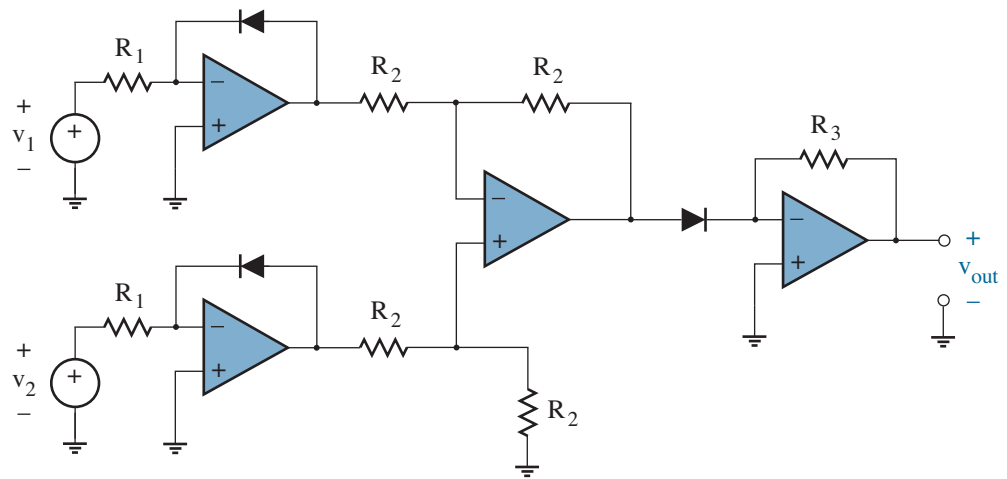 R1
+
v1
−
+
−
+
R2
R2
−
+
R3
−
+
+
vout
−
R1
+
v2
−
+
−
+
R2
R2